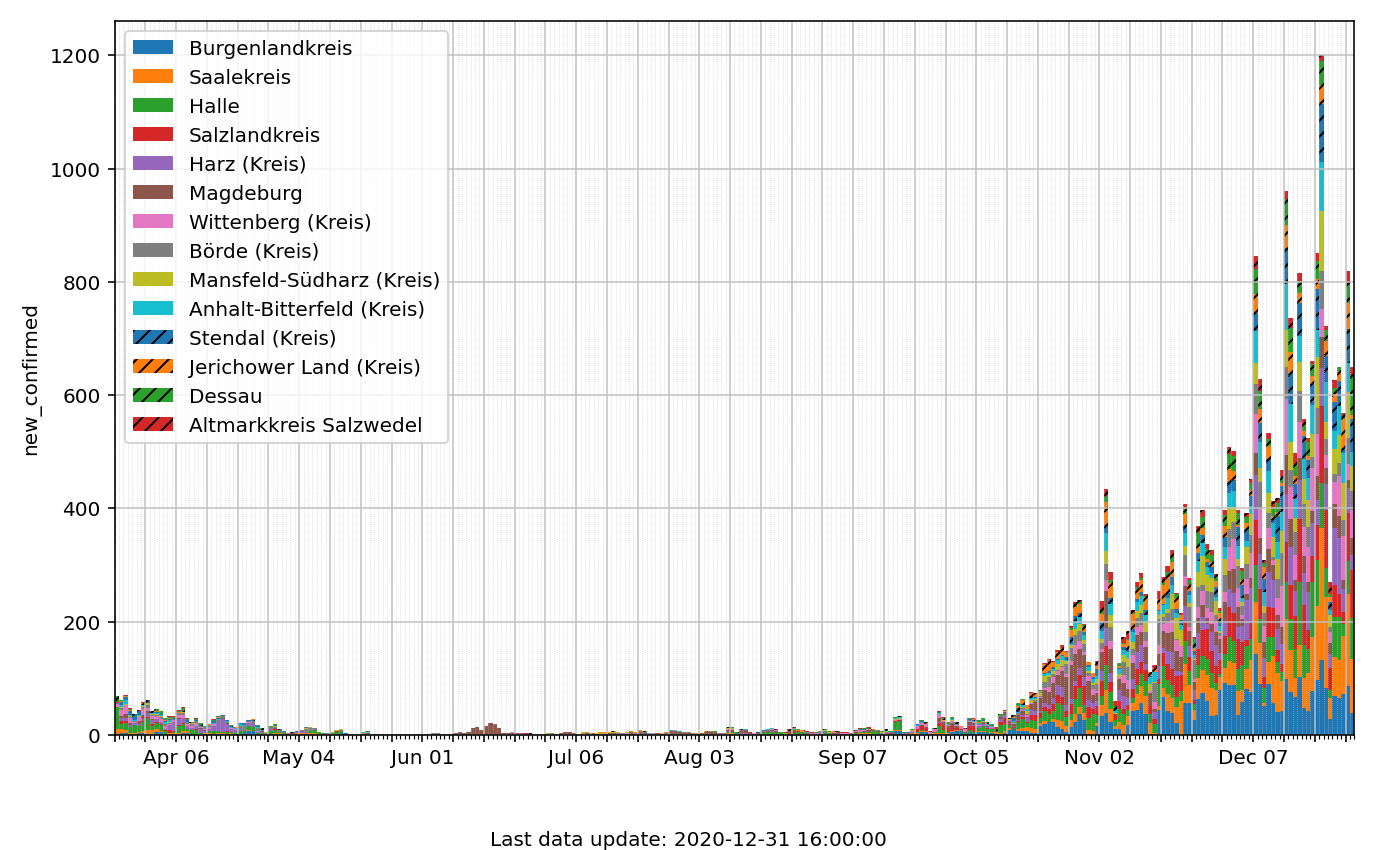 1200
1000
800
600
400
200
0
new_confirmed
Burgenlandkreis
Saalekreis
Halle
Salzlandkreis
Harz (Kreis)
Magdeburg
Wittenberg (Kreis)
Börde (Kreis)
Mansfeld-Südharz (Kreis)
Anhalt-Bitterfeld (Kreis)
Stendal (Kreis)
Jerichower Land (Kreis)
Dessau
Altmarkkreis Salzwedel
Apr 06 May 04 Jun 01 Jul 06 Aug 03 Sep 07 Oct 05 Nov 02 Dec 07
Last data update: 2020-12-31 16:00:00